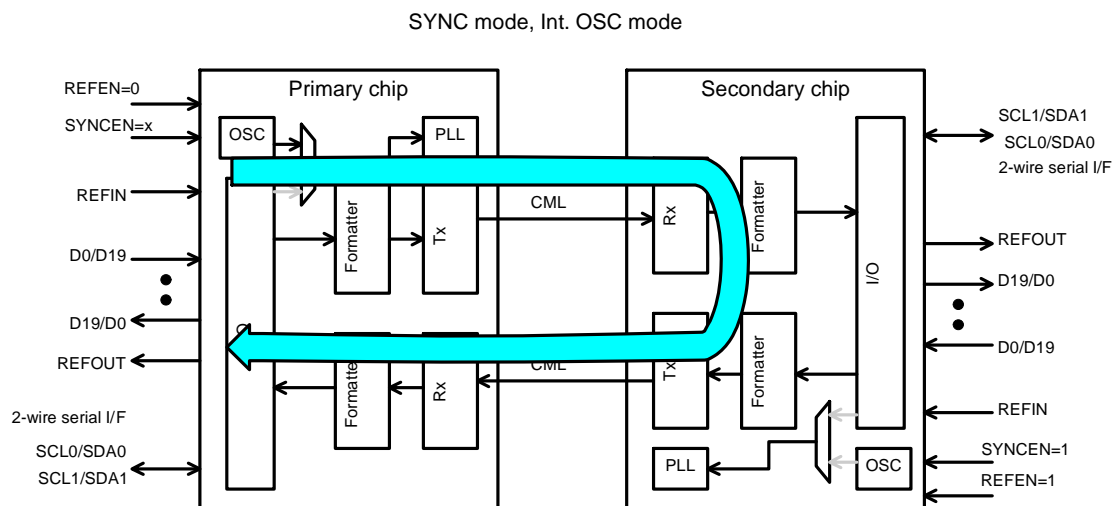 SYNC mode, Int. OSC mode
Primary chip
Secondary chip
REFEN=0
SYNCEN=x
REFIN
D0/D19
D19/D0
REFOUT
2-wire serial I/F
SCL0/SDA0
SCL1/SDA1
OSC
PLL
Formatter
Tx
CML
Formatter
Rx
CML
Rx
Formatter
I/O
Tx
Formatter
PLL
OSC
SCL1/SDA1
SCL0/SDA0
2-wire serial I/F
REFOUT
D19/D0
D0/D19
REFIN
SYNCEN=1
REFEN=1